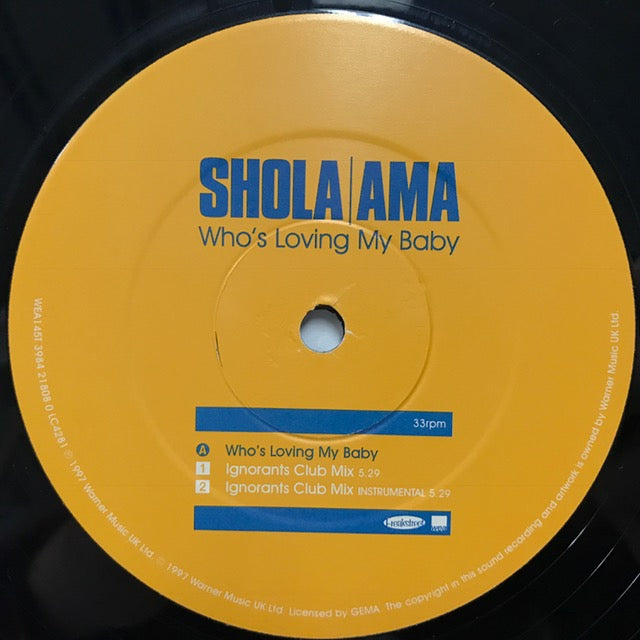 SHOLA|AMA
Who's Loving My Baby
33rpm
A Who's Loving My Baby
1 Ignorants Club Mix 5.29
2 Ignorants Club Mix INSTRUMENTAL 5.29
freakstreet wea
WEA145T 3984 21808 0 LC4281 ℗ 1997 Warner Music UK Ltd. © 1997 Warner Music UK Ltd. Licensed by GEMA The copyright in this sound recording and artwork is owned by Warner Music UK Ltd.